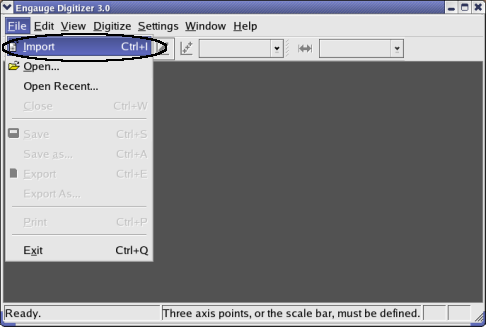 Engauge Digitizer 3.0
File Edit View Digitize Settings Window Help
Import Ctrl+I
Open...
Open Recent...
Close Ctrl+W
Save Ctrl+S
Save as... Ctrl+A
Export Ctrl+E
Export As...
Print Ctrl+P
Exit Ctrl+Q
Ready. Three axis points, or the scale bar, must be defined.